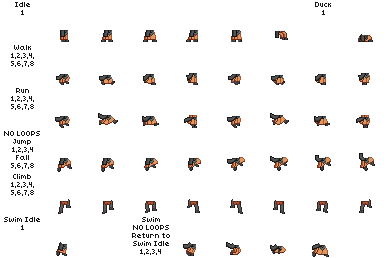 Idle
1
Duck
1
Walk
1,2,3,4,
5,6,7,8
Run
1,2,3,4,
5,6,7,8
NO LOOPS
Jump
1,2,3,4
Fall
5,6,7,8
Climb
1,2,3,4,
5,6,7,8
Swim Idle
1
Swim
NO LOOPS
Return to
Swim Idle
1,2,3,4